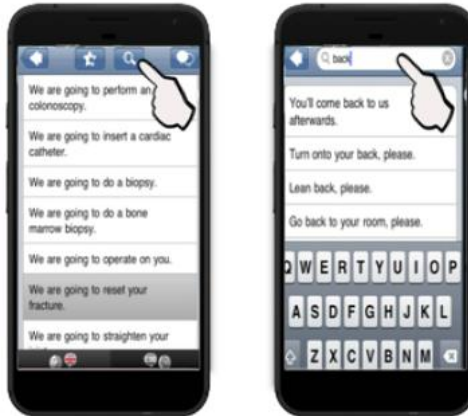 We are going to perform an
colonoscopy.
We are going to insert a cardiac
catheter.
We are going to do a biopsy.
We are going to do a bone
marrow biopsy.
We are going to operate on you.
We are going to reset your
fracture.
We are going to straighten your
back
You'll come back to us
afterwards.
Turn onto your back, please.
Lean back, please.
Go back to your room, please.
Q W E R T Y U I O P
A S D F G H J K L
Z X C V B N M